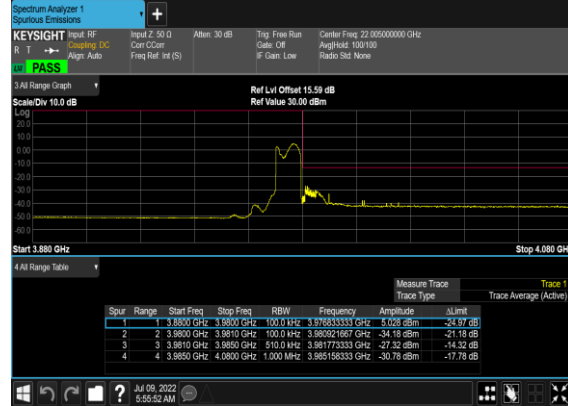 Spectrum Analyzer 1
Spurious Emissions
KEYSIGHT Input: RF Input Z: 50 Ω Atten: 30 dB Trig: Free Run Center Freq: 22.005000000 GHz
R T Coupling: DC Corr CCorr Gate: Off Avg|Hold: 100/100
Align: Auto Freq Ref: Int (S) IF Gain: Low Radio Std: None
PASS
3 All Range Graph
Ref Lvl Offset 15.59 dB
Scale/Div 10.0 dB Ref Value 30.00 dBm
Log
20.0
10.0
0.00
-10.0
-20.0
-30.0
-40.0
-50.0
-60.0
Start 3.880 GHz Stop 4.080 GHz
4 All Range Table
Measure Trace Trace 1
Trace Type Trace Average (Active)
Spur Range Start Freq Stop Freq RBW Frequency Amplitude ΔLimit
1 1 3.8800 GHz 3.9800 GHz 100.0 kHz 3.976833333 GHz 5.028 dBm -24.97 dB
2 2 3.9800 GHz 3.9810 GHz 100.0 kHz 3.980921667 GHz -34.18 dBm -21.18 dB
3 3 3.9810 GHz 3.9850 GHz 510.0 kHz 3.981773333 GHz -27.32 dBm -14.32 dB
4 4 3.9850 GHz 4.0800 GHz 1.000 MHz 3.985158333 GHz -30.78 dBm -17.78 dB
? Jul 09, 2022
5:55:52 AM